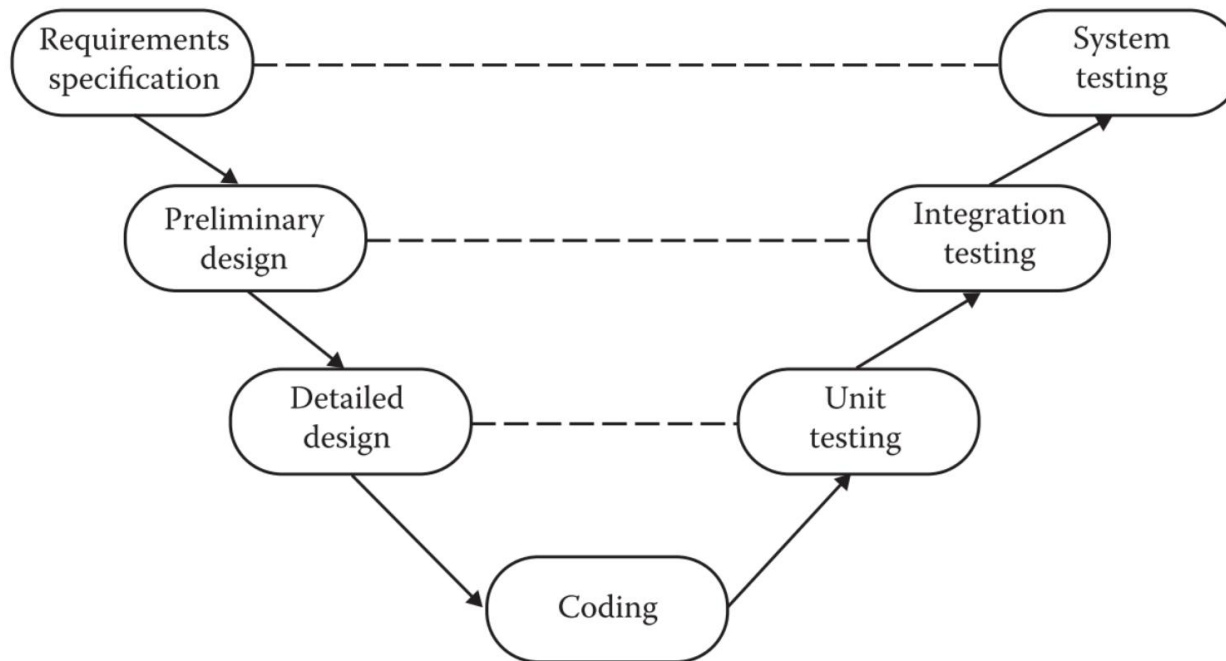 Requirements
specification
System
testing
Preliminary
design
Integration
testing
Detailed
design
Unit
testing
Coding